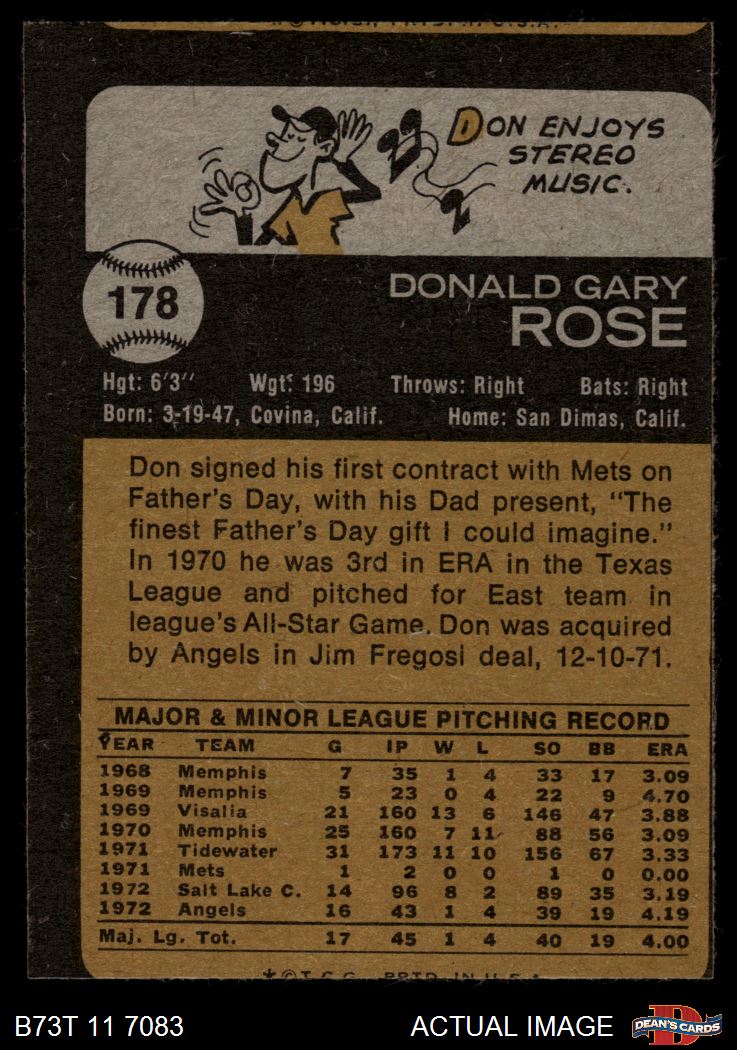 DON ENJOYS
STEREO
MUSIC.
178
DONALD GARY
ROSE
Hgt: 6'3" Wgt: 196 Throws: Right Bats: Right
Born: 3-19-47, Covina, Calif. Home: San Dimas, Calif.
Don signed his first contract with Mets on
Father's Day, with his Dad present, "The
finest Father's Day gift I could imagine."
In 1970 he was 3rd in ERA in the Texas
League and pitched for East team in
league's All-Star Game. Don was acquired
by Angels in Jim Fregosi deal, 12-10-71.
MAJOR & MINOR LEAGUE PITCHING RECORD
YEAR TEAM G IP W L SO BB ERA
1968 Memphis 7 35 1 4 33 17 3.09
1969 Memphis 5 23 0 4 22 9 4.70
1969 Visalia 21 160 13 6 146 47 3.88
1970 Memphis 25 160 7 11 88 56 3.09
1971 Tidewater 31 173 11 10 156 67 3.33
1971 Mets 1 2 0 0 1 0 0.00
1972 Salt Lake C. 14 96 8 2 89 35 3.19
1972 Angels 16 43 1 4 39 19 4.19
Maj. Lg. Tot. 17 45 1 4 40 19 4.00
*©T.C.G. PRTD. IN U.S.A.
B73T 11 7083 ACTUAL IMAGE DEAN'S CARDS